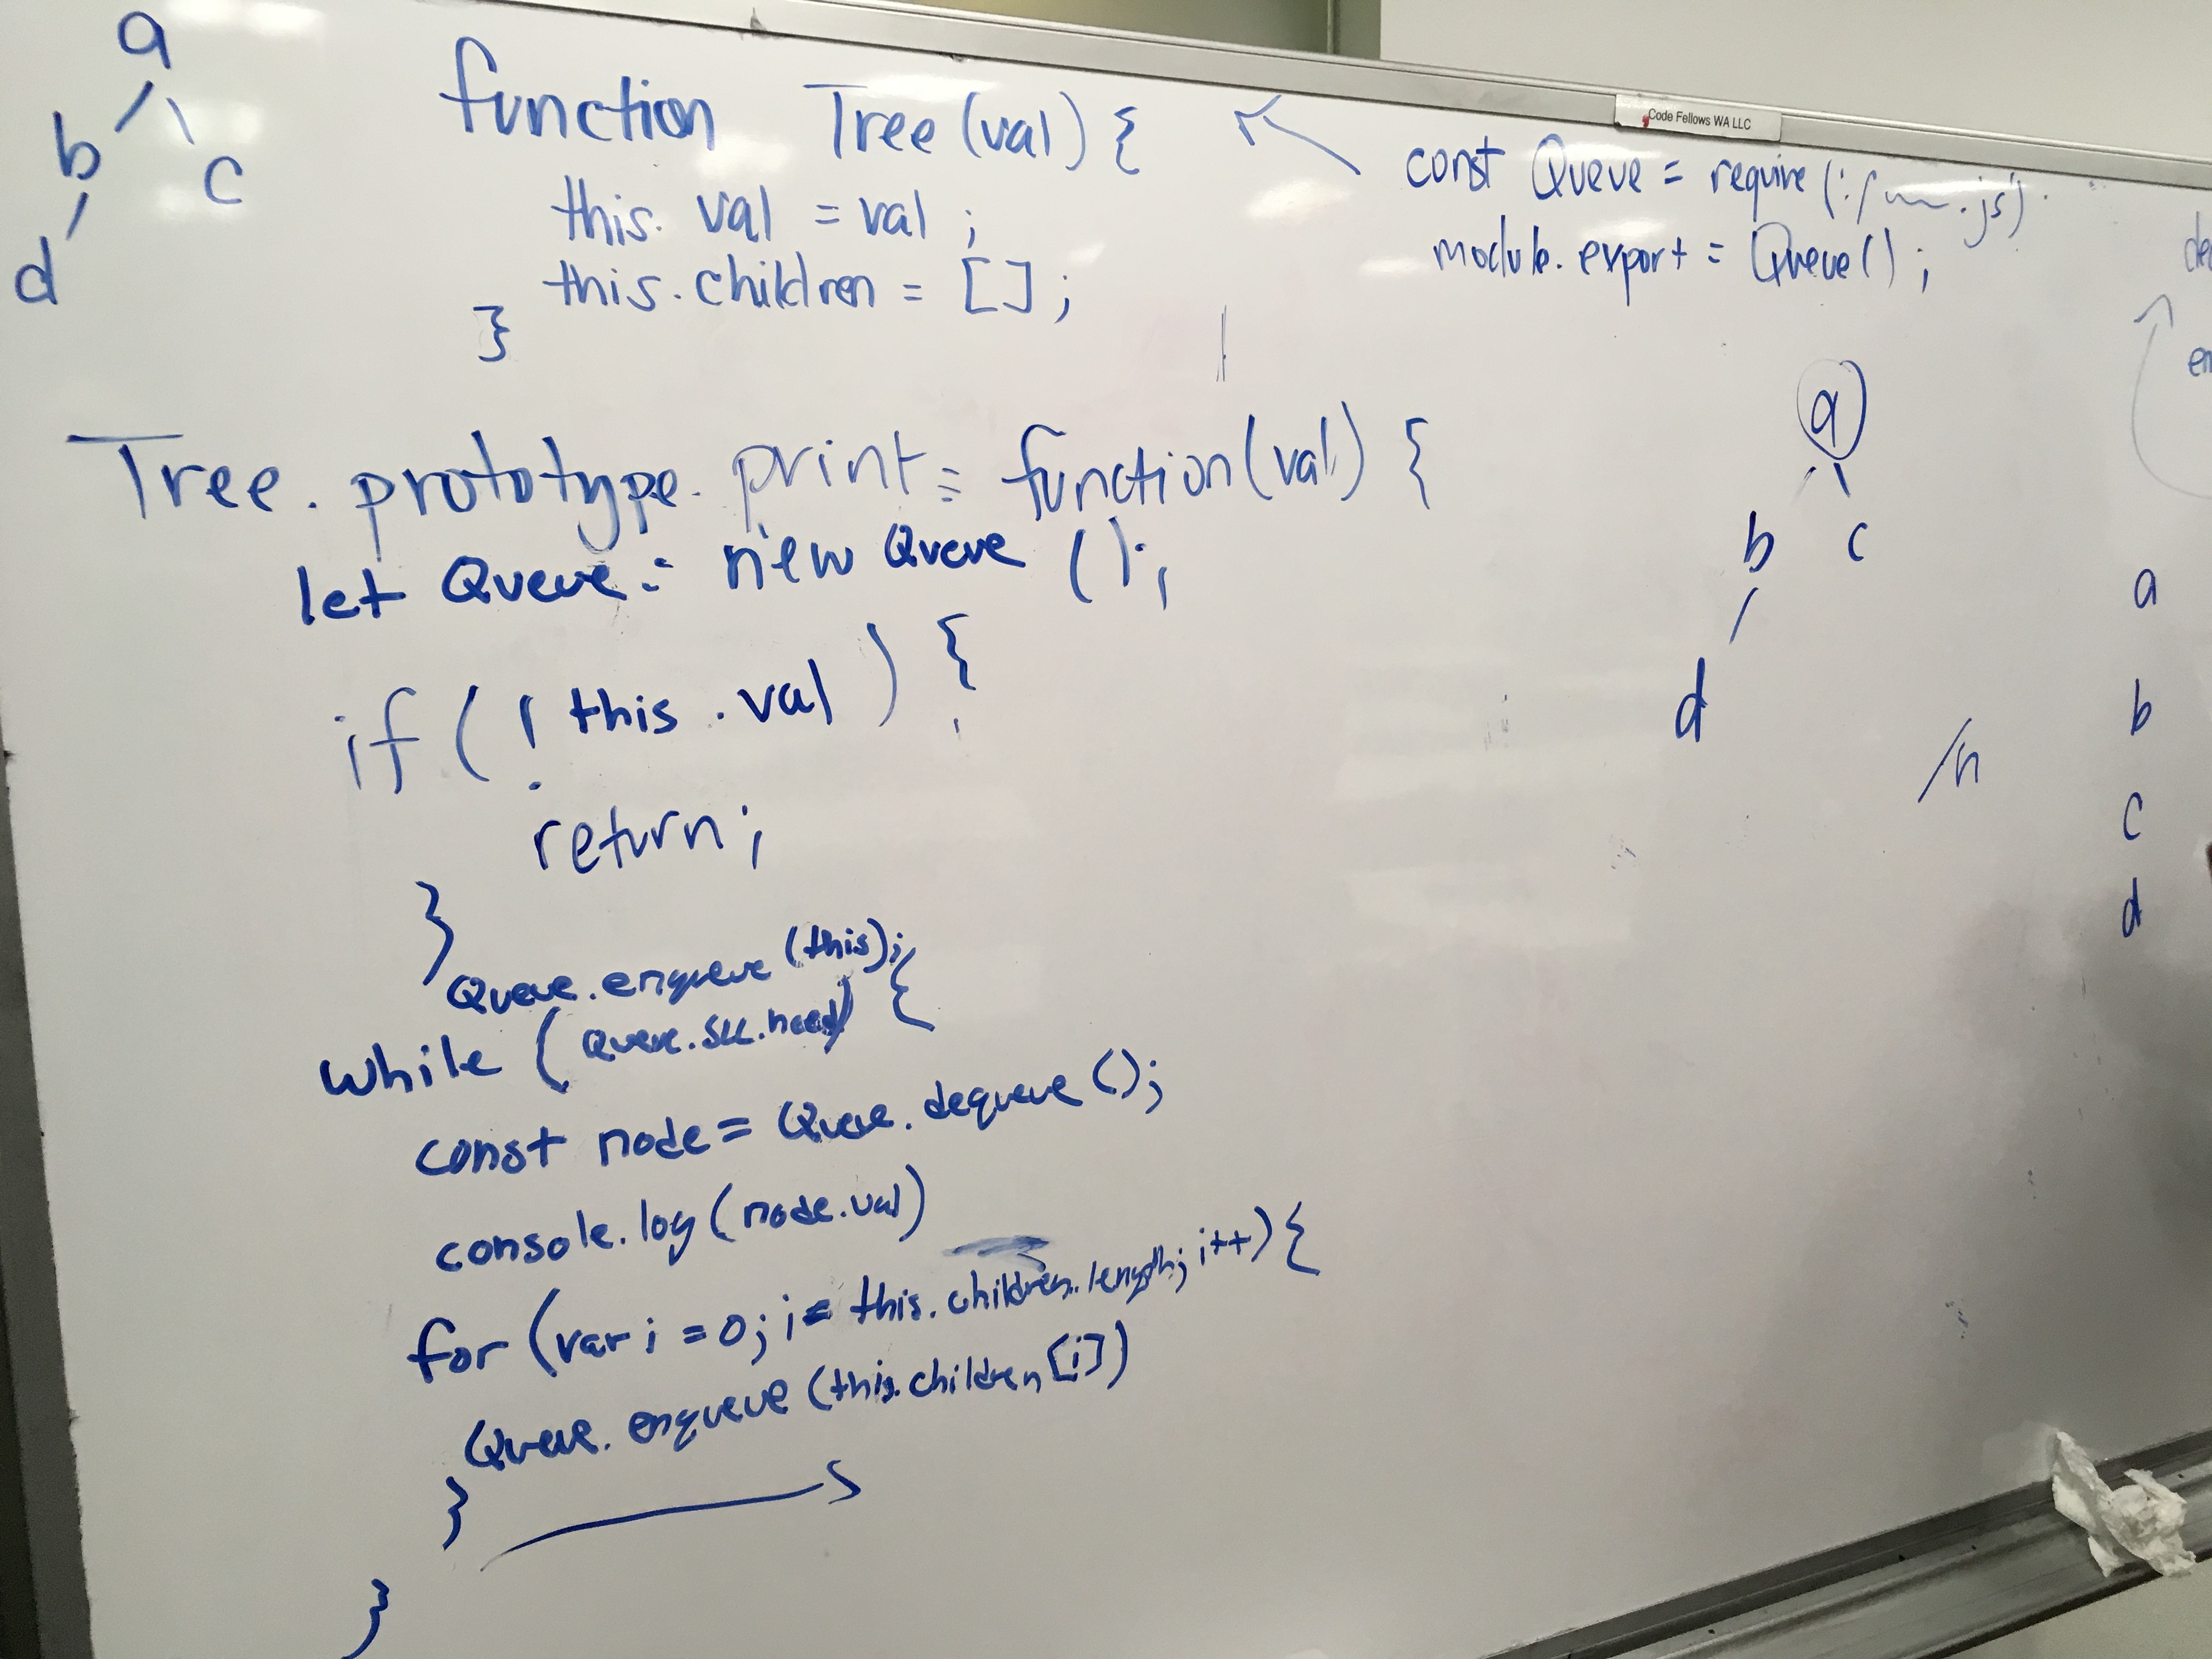 a
b c
d
function Tree (val) {
this. val = val ;
this. children = [ ] ;
}
Code Fellows WA LLC
const Queue = require (
.js)
module. export = Queue() ;
de
en
Tree . prototype. print = function(val) {
let Queue = new Queue () ;
if ( ! this . val ) {
return ;
}
Queue. enqueue (this);
while ( Queue. SLL. head) {
const node = Queue. dequeue ();
console. log (node.val)
for (var i = 0; i = this. children. length; i++) {
Queue. enqueue (this. children [i])
}
}
a
b c
d
/n
a
b
c
d